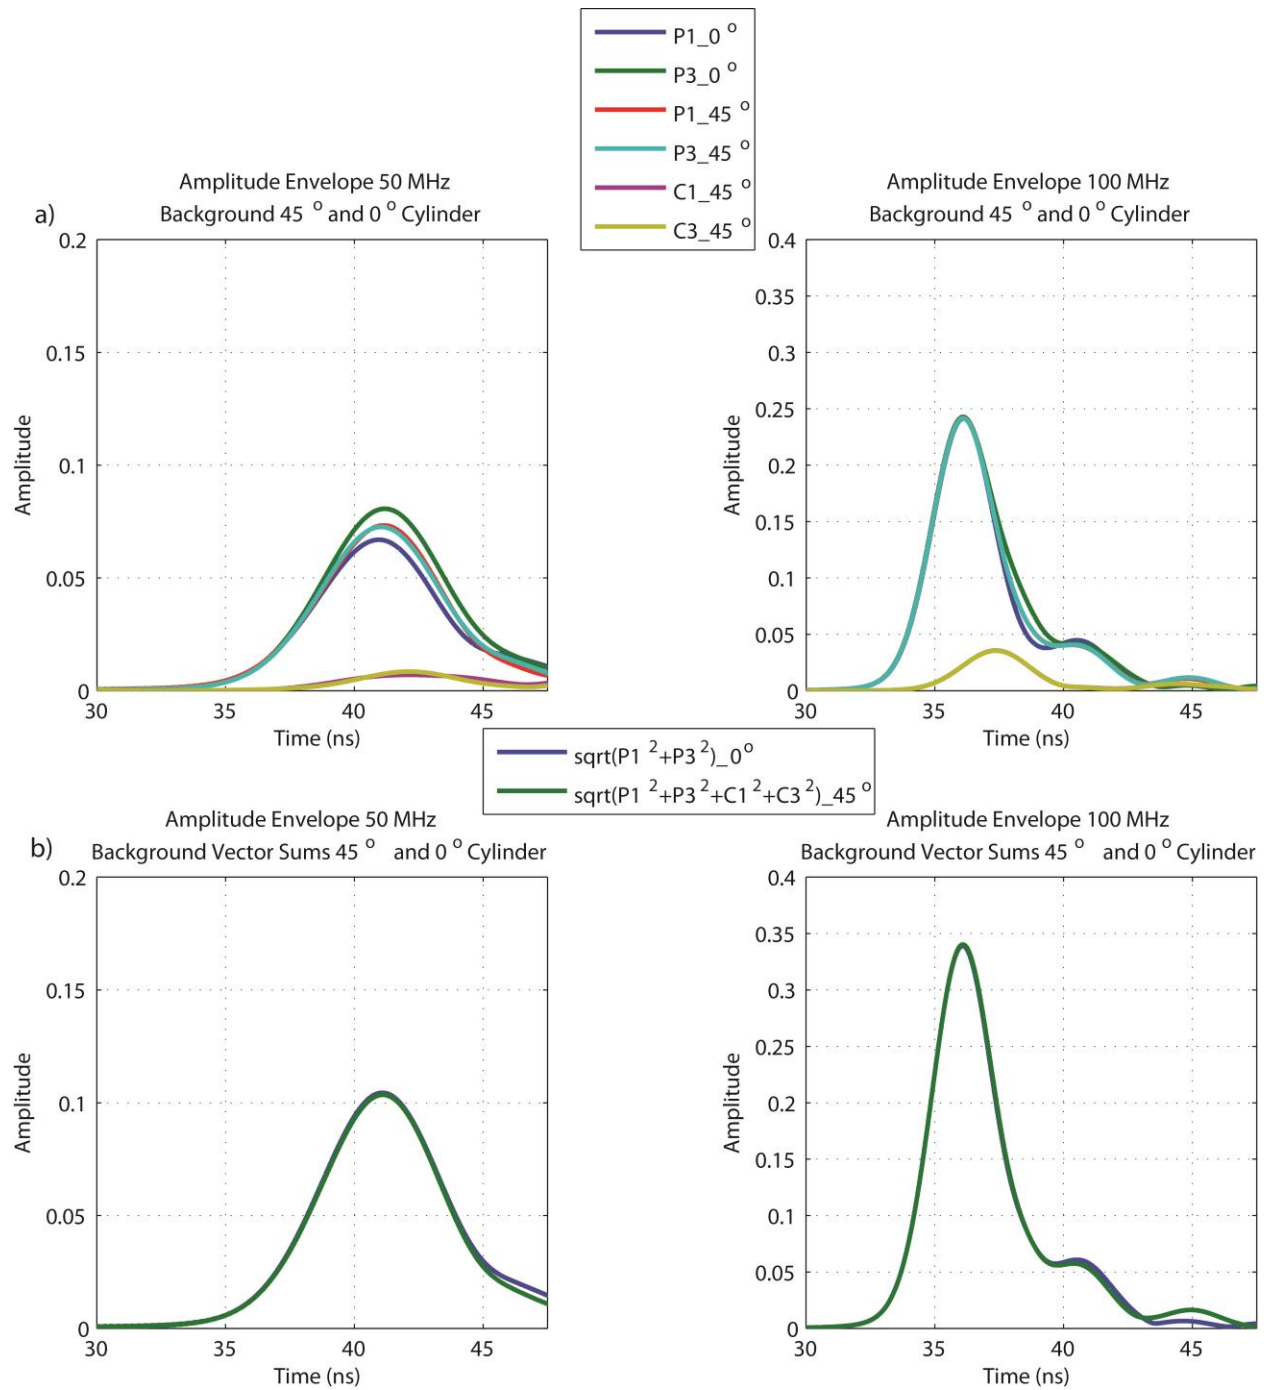 P1_0 °
P3_0 °
P1_45 °
P3_45 °
C1_45 °
C3_45 °
a)
Amplitude Envelope 50 MHz
Background 45 ° and 0 ° Cylinder
0.2
0.15
0.1
0.05
0
30
35
40
45
Amplitude
Time (ns)
Amplitude Envelope 100 MHz
Background 45 ° and 0 ° Cylinder
0.4
0.35
0.3
0.25
0.2
0.15
0.1
0.05
0
30
35
40
45
Amplitude
Time (ns)
sqrt(P1 ²+P3 ²)_0°
sqrt(P1 ²+P3 ²+C1 ²+C3 ²)_45 °
b)
Amplitude Envelope 50 MHz
Background Vector Sums 45 ° and 0 ° Cylinder
0.2
0.15
0.1
0.05
0
30
35
40
45
Amplitude
Time (ns)
Amplitude Envelope 100 MHz
Background Vector Sums 45 ° and 0 ° Cylinder
0.4
0.35
0.3
0.25
0.2
0.15
0.1
0.05
0
30
35
40
45
Amplitude
Time (ns)